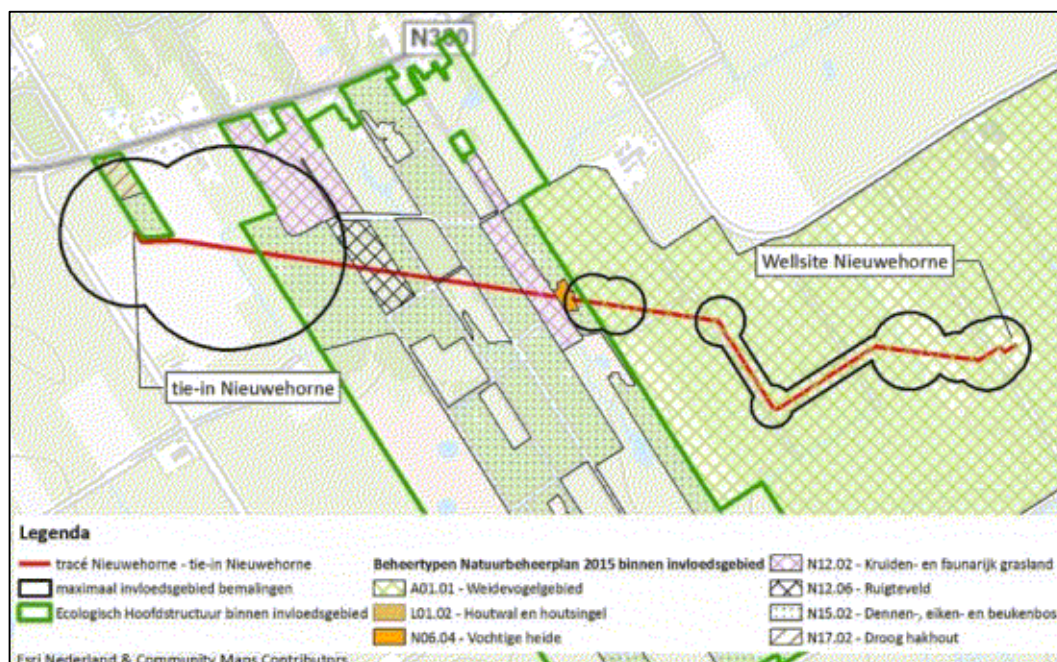 N380
Wellsite Nieuwehorne
tie-in Nieuwehorne
Legenda
tracé Nieuwehorne - tie-in Nieuwehorne
maximaal invloedsgebied bemalingen
Ecologisch Hoofdstructuur binnen invloedsgebied
Beheertypen Natuurbeheerplan 2015 binnen invloedsgebied
A01.01 - Weidevogelgebied
L01.02 - Houtwal en houtsingel
N06.04 - Vochtige heide
N12.02 - Kruiden- en faunarijk grasland
N12.06 - Ruigteveld
N15.02 - Dennen-, eiken- en beukenbos
N17.02 - Droog hakhout
Esri Nederland & Community Maps Contributors